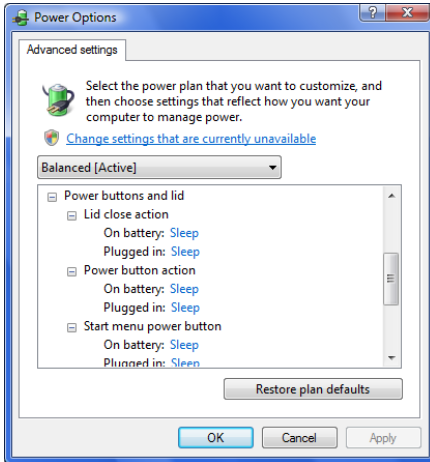 Power Options
Advanced settings
Select the power plan that you want to customize, and
then choose settings that reflect how you want your
computer to manage power.
Change settings that are currently unavailable
Balanced [Active]
Power buttons and lid
Lid close action
On battery: Sleep
Plugged in: Sleep
Power button action
On battery: Sleep
Plugged in: Sleep
Start menu power button
On battery: Sleep
Plugged in: Sleep
Restore plan defaults
OK Cancel Apply